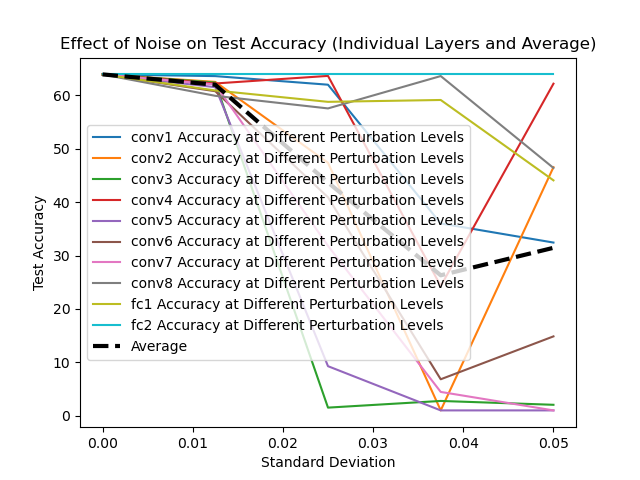 Effect of Noise on Test Accuracy (Individual Layers and Average)
Test Accuracy
60
50
40
30
20
10
0
conv1 Accuracy at Different Perturbation Levels
conv2 Accuracy at Different Perturbation Levels
conv3 Accuracy at Different Perturbation Levels
conv4 Accuracy at Different Perturbation Levels
conv5 Accuracy at Different Perturbation Levels
conv6 Accuracy at Different Perturbation Levels
conv7 Accuracy at Different Perturbation Levels
conv8 Accuracy at Different Perturbation Levels
fc1 Accuracy at Different Perturbation Levels
fc2 Accuracy at Different Perturbation Levels
Average
0.00 0.01 0.02 0.03 0.04 0.05
Standard Deviation